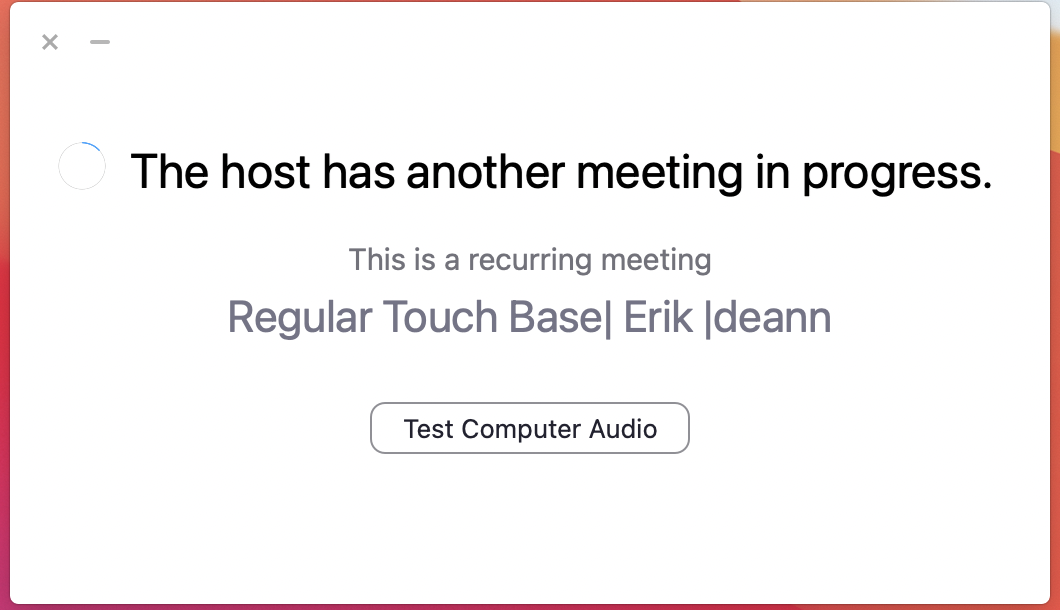 The host has another meeting in progress.
This is a recurring meeting
Regular Touch Base| Erik |deann
Test Computer Audio